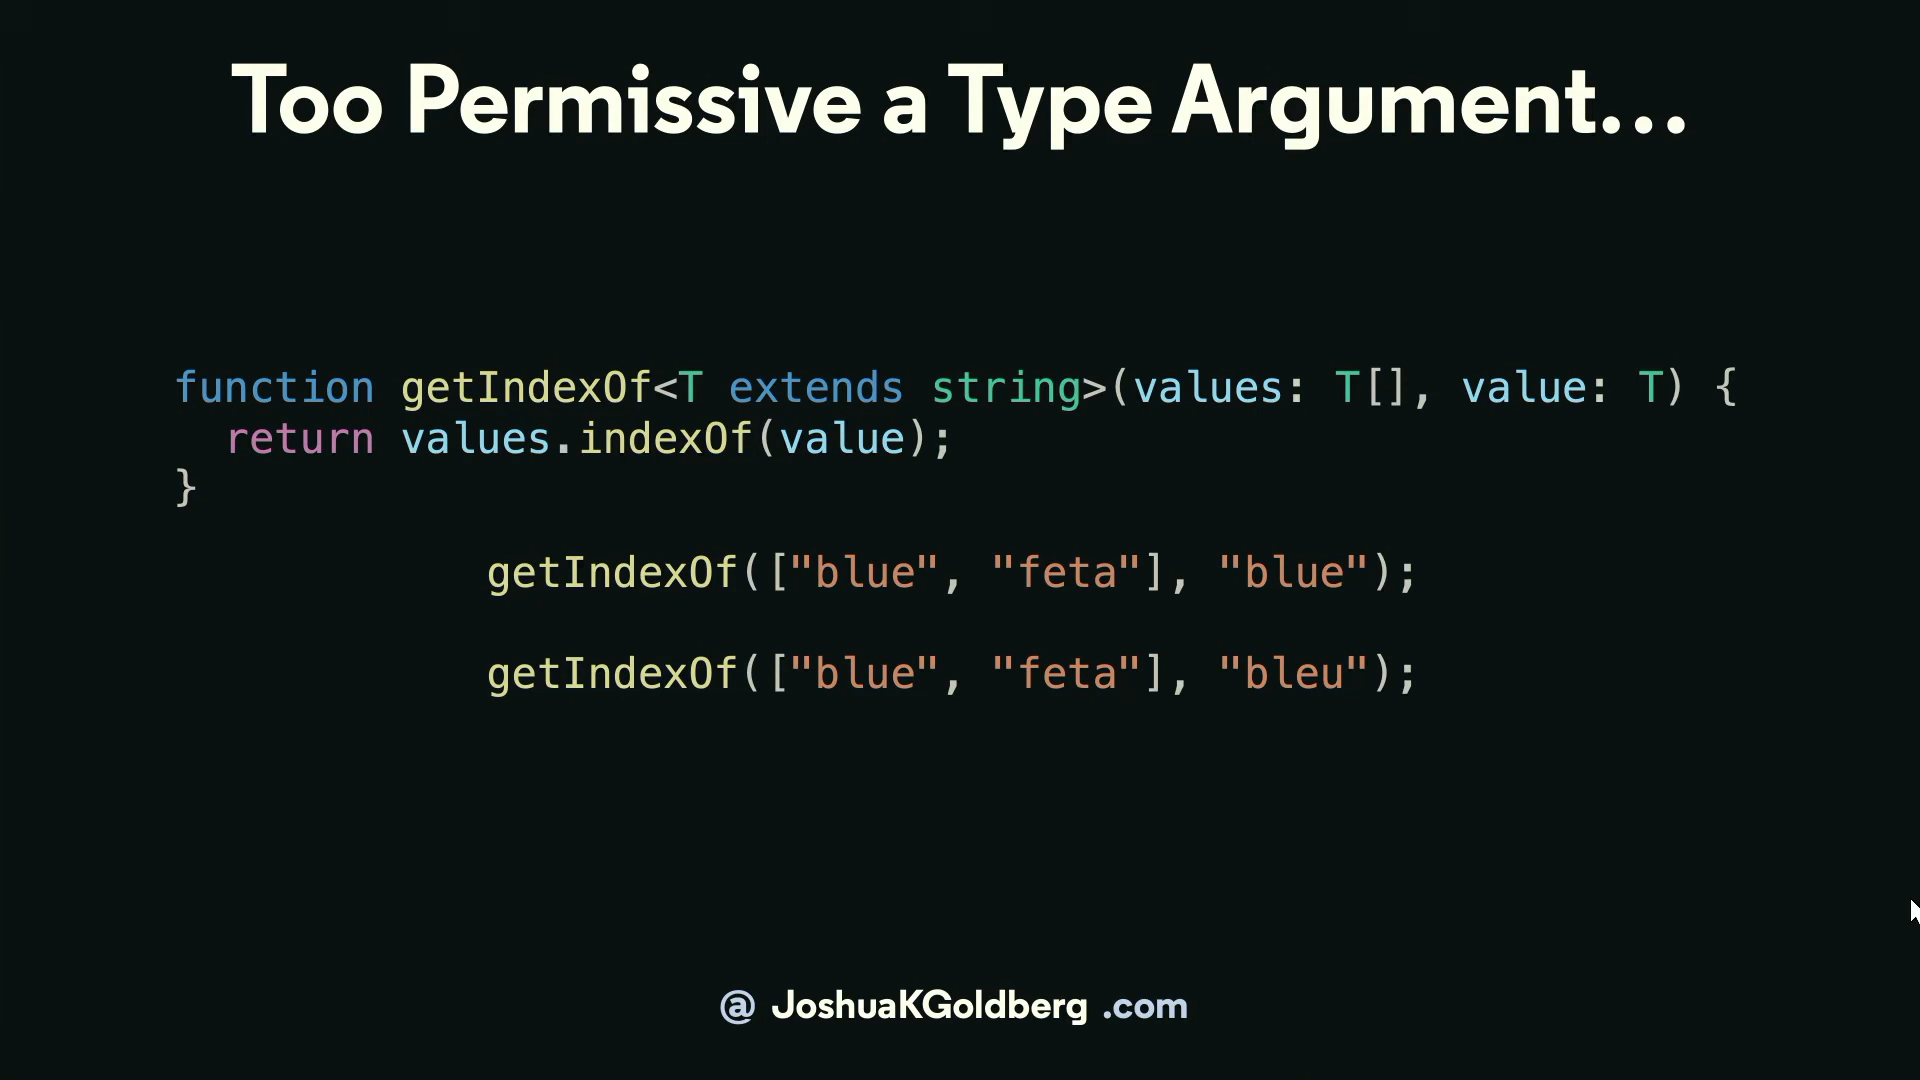 Too Permissive a Type Argument...
function getIndexOf<T extends string>(values: T[], value: T) {
  return values.indexOf(value);
}
getIndexOf(["blue", "feta"], "blue");
getIndexOf(["blue", "feta"], "bleu");
@ JoshuaKGoldberg .com